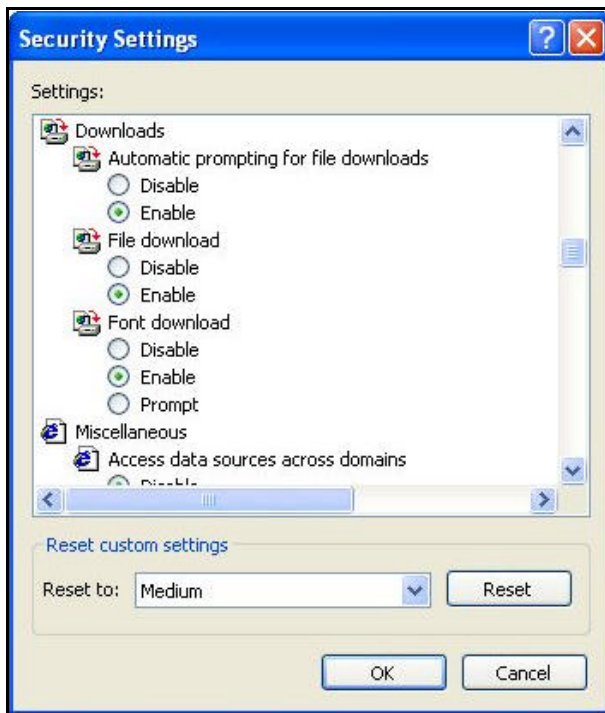 Security Settings
Settings:
Downloads
Automatic prompting for file downloads
Disable
Enable
File download
Disable
Enable
Font download
Disable
Enable
Prompt
Miscellaneous
Access data sources across domains
Disable
Reset custom settings
Reset to: Medium Reset
OK Cancel